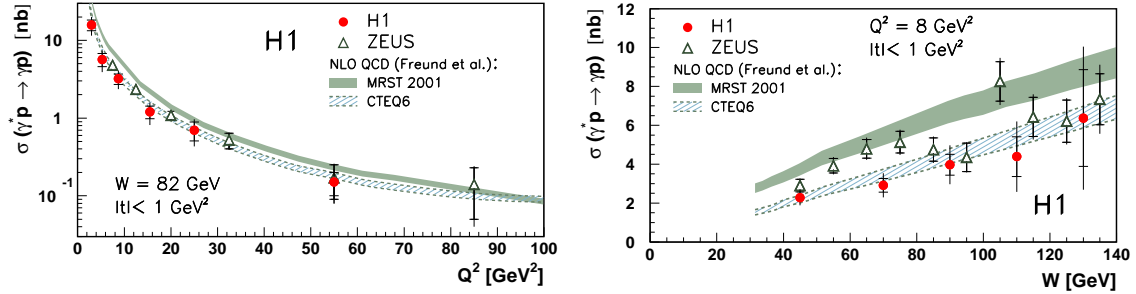 σ (γ* p → γp) [nb]
10
1
10⁻¹
H1
H1
ZEUS
NLO QCD (Freund et al.):
MRST 2001
CTEQ6
W = 82 GeV
|t|< 1 GeV²
0 10 20 30 40 50 60 70 80 90 100
Q² [GeV²]
σ (γ* p → γp) [nb]
12
10
8
6
4
2
0
H1
ZEUS
NLO QCD (Freund et al.):
MRST 2001
CTEQ6
Q² = 8 GeV²
|t|< 1 GeV²
H1
0 20 40 60 80 100 120 140
W [GeV]